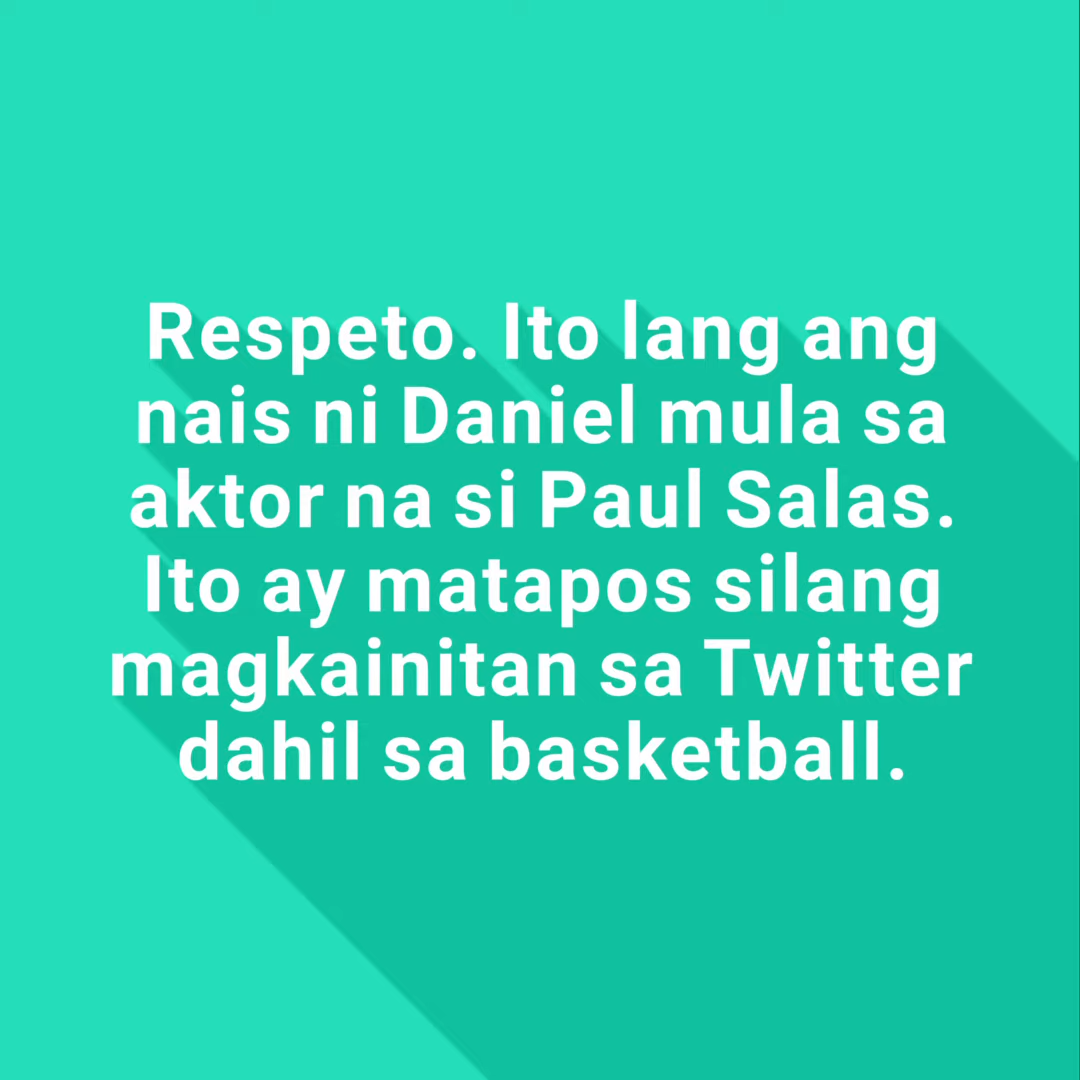 Respeto. Ito lang ang
nais ni Daniel mula sa
aktor na si Paul Salas.
Ito ay matapos silang
magkainitan sa Twitter
dahil sa basketball.